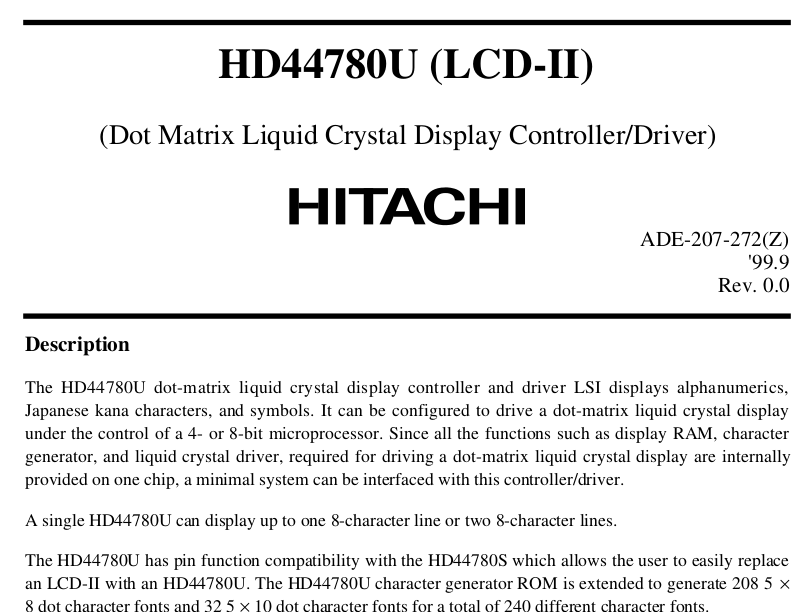 HD44780U (LCD-II)
(Dot Matrix Liquid Crystal Display Controller/Driver)
HITACHI
ADE-207-272(Z)
'99.9
Rev. 0.0
Description
The HD44780U dot-matrix liquid crystal display controller and driver LSI displays alphanumerics,
Japanese kana characters, and symbols. It can be configured to drive a dot-matrix liquid crystal display
under the control of a 4- or 8-bit microprocessor. Since all the functions such as display RAM, character
generator, and liquid crystal driver, required for driving a dot-matrix liquid crystal display are internally
provided on one chip, a minimal system can be interfaced with this controller/driver.
A single HD44780U can display up to one 8-character line or two 8-character lines.
The HD44780U has pin function compatibility with the HD44780S which allows the user to easily replace
an LCD-II with an HD44780U. The HD44780U character generator ROM is extended to generate 208 5 ×
8 dot character fonts and 32 5 × 10 dot character fonts for a total of 240 different character fonts.